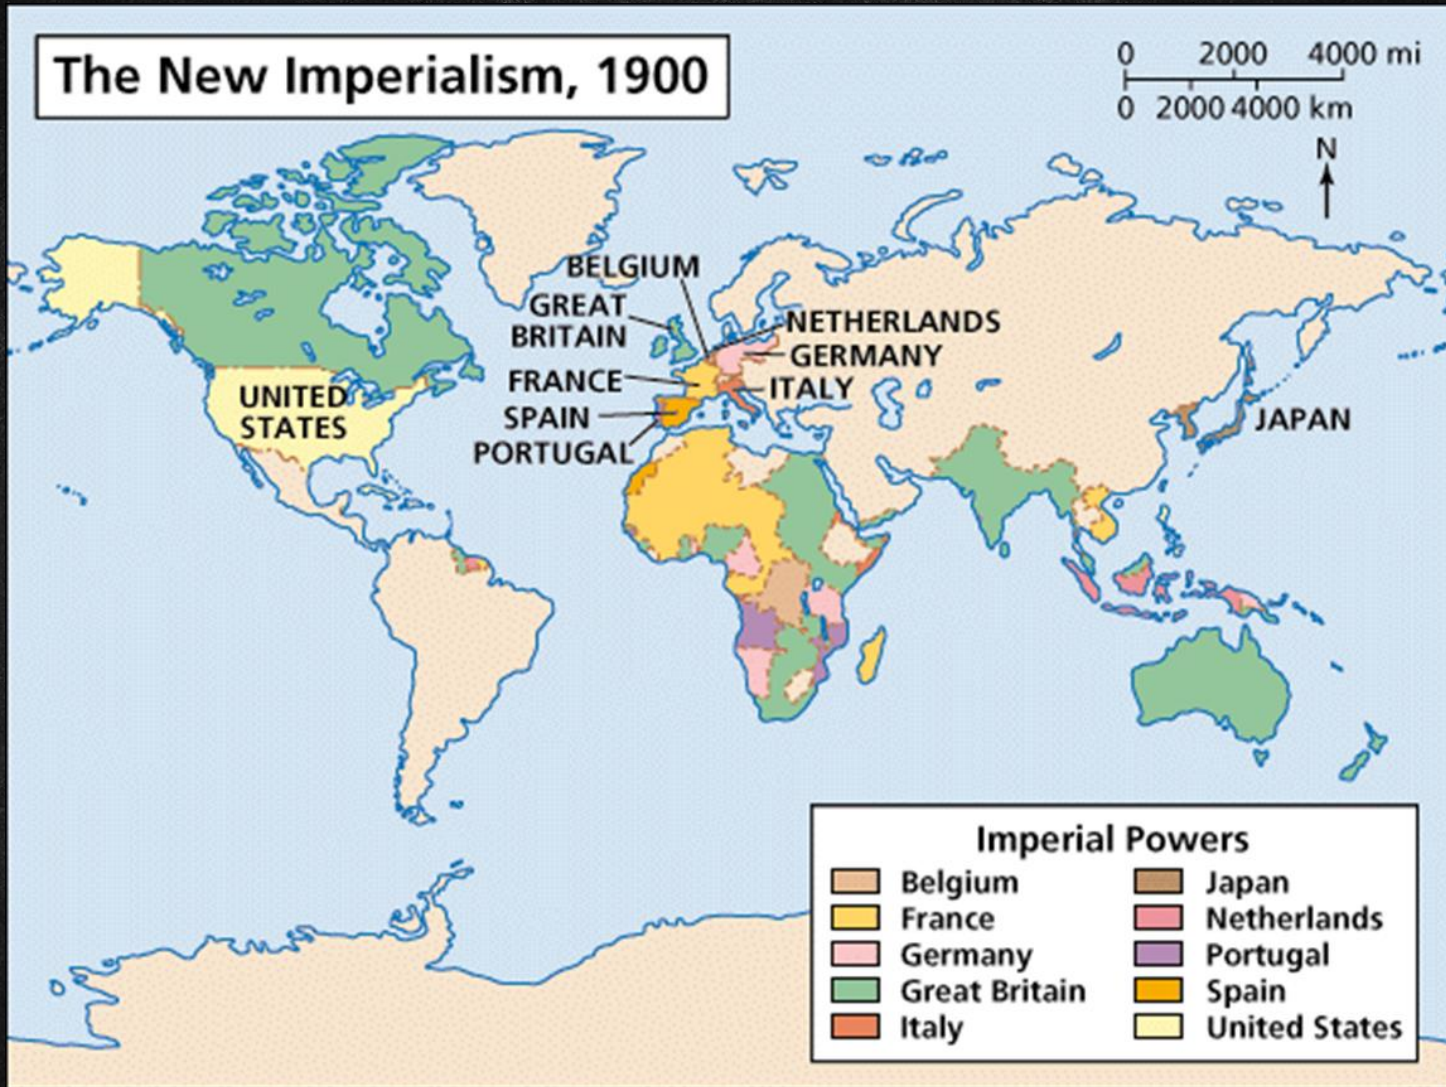 The New Imperialism, 1900
0 2000 4000 mi
0 2000 4000 km
N
BELGIUM
GREAT
BRITAIN
NETHERLANDS
GERMANY
FRANCE
ITALY
SPAIN
PORTUGAL
UNITED
STATES
JAPAN
Imperial Powers
Belgium
France
Germany
Great Britain
Italy
Japan
Netherlands
Portugal
Spain
United States